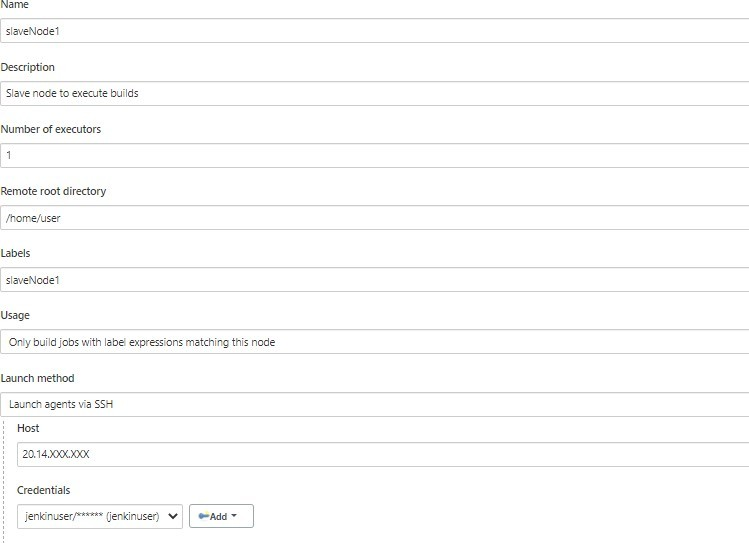 Name
slaveNode1
Description
Slave node to execute builds
Number of executors
1
Remote root directory
/home/user
Labels
slaveNode1
Usage
Only build jobs with label expressions matching this node
Launch method
Launch agents via SSH
Host
20.14.XXX.XXX
Credentials
jenkinuser/****** (jenkinuser)
Add